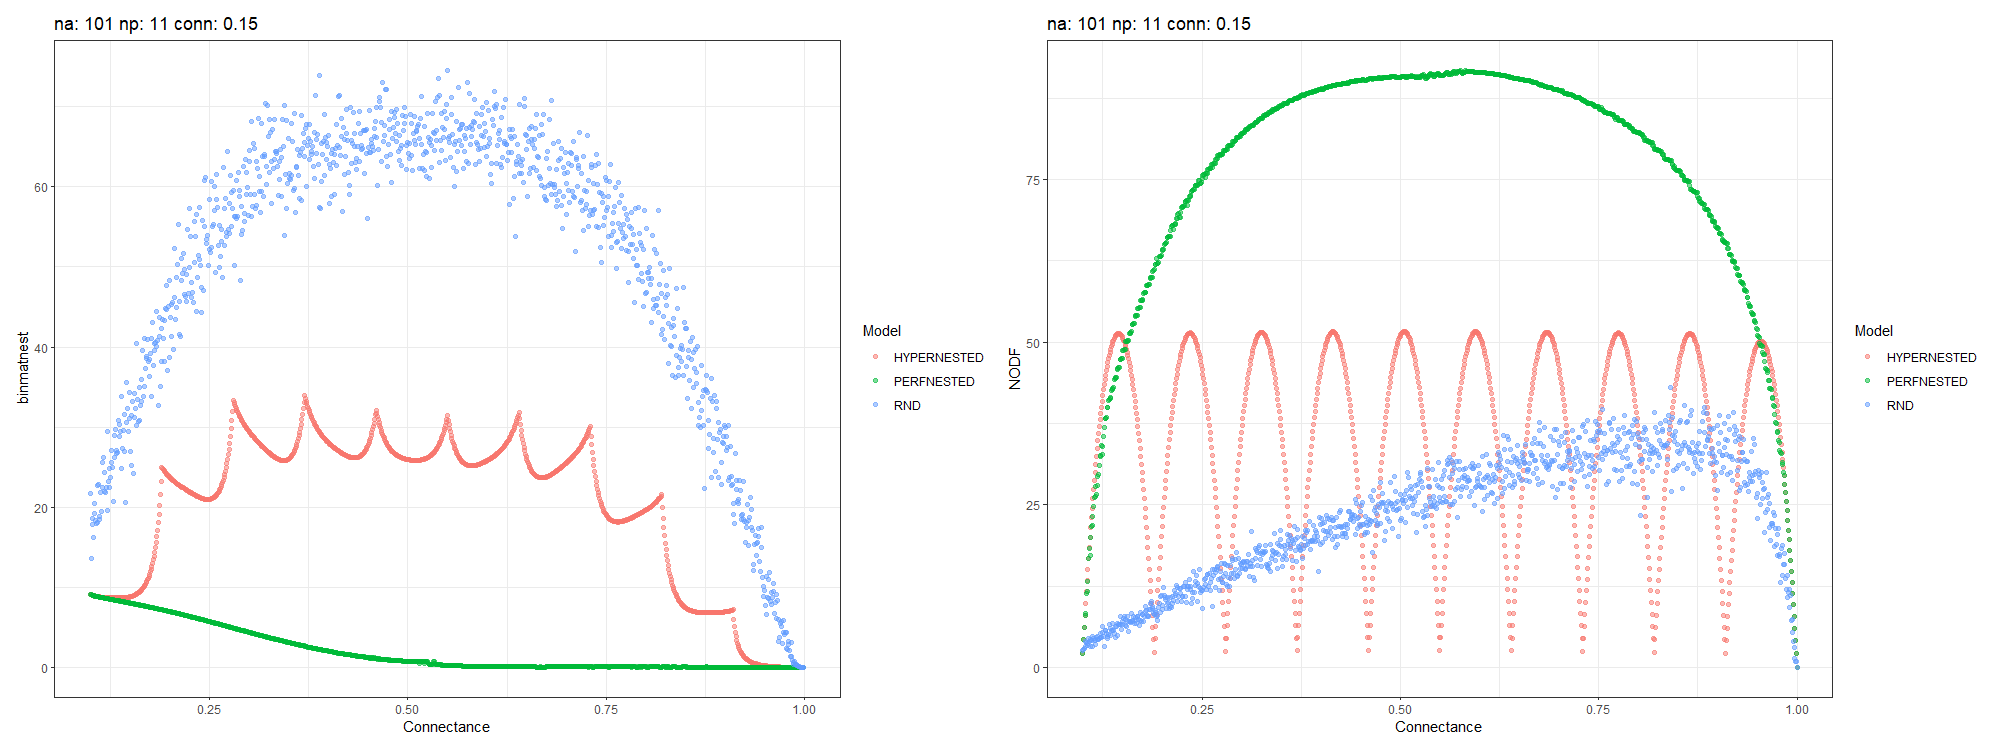 na: 101 np: 11 conn: 0.15
binmatnest
60
40
20
0
0.25
0.50
0.75
1.00
Connectance
Model
HYPERNESTED
PERFNESTED
RND
na: 101 np: 11 conn: 0.15
NODF
75
50
25
0
0.25
0.50
0.75
1.00
Connectance
Model
HYPERNESTED
PERFNESTED
RND